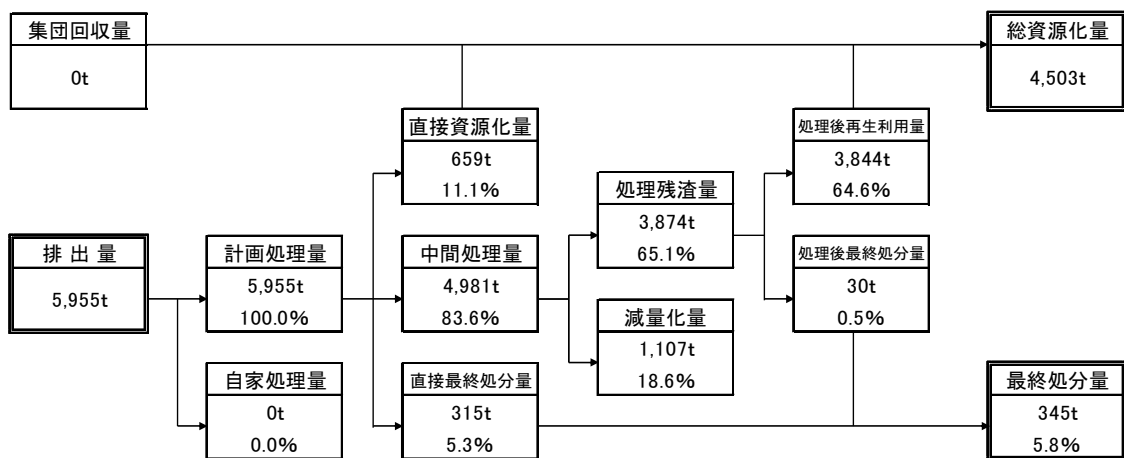 集団回収量
0t
総資源化量
4,503t
直接資源化量
659t
11.1%
処理後再生利用量
3,844t
64.6%
処理残渣量
3,874t
65.1%
排出量
5,955t
計画処理量
5,955t
100.0%
中間処理量
4,981t
83.6%
処理後最終処分量
30t
0.5%
減量化量
1,107t
18.6%
自家処理量
0t
0.0%
直接最終処分量
315t
5.3%
最終処分量
345t
5.8%